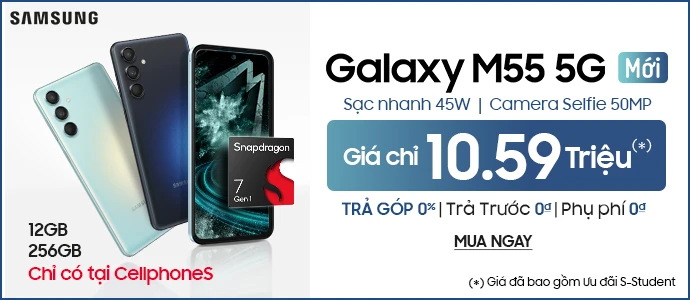 SAMSUNG
Galaxy M55 5G Mới
Sạc nhanh 45W | Camera Selfie 50MP
Giá chỉ 10.59 Triệu(*)
TRẢ GÓP 0% | Trả Trước 0đ | Phụ phí 0đ
MUA NGAY
(*) Giá đã bao gồm ưu đãi S-Student
SAMSUNG
Snapdragon
7
Gen 1
12GB
256GB
Chỉ có tại CellphoneS